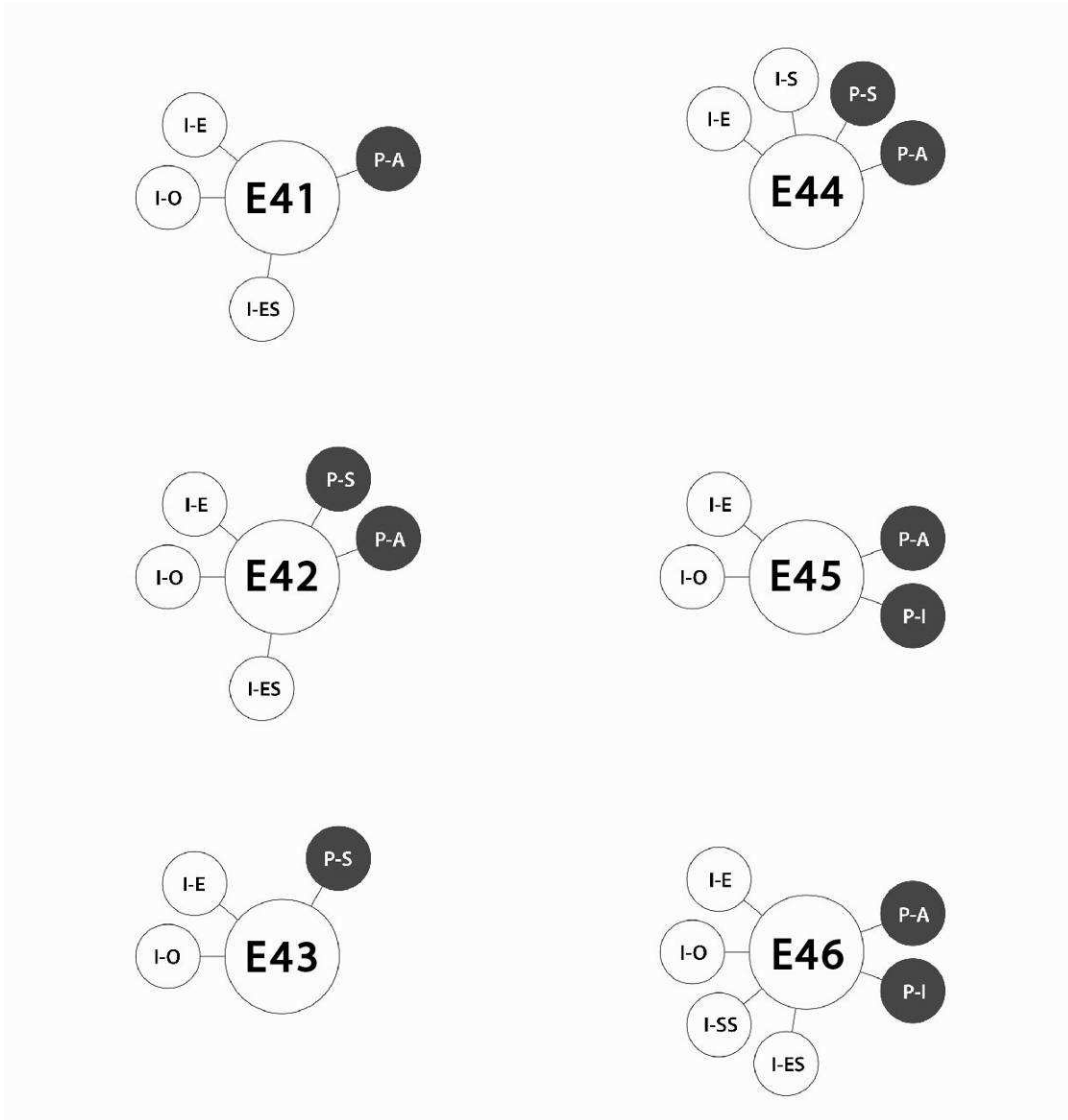 I-E
P-A
I-O
E41
I-ES
I-S
P-S
I-E
P-A
E44
P-S
I-E
P-A
I-O
E42
I-ES
I-E
P-A
I-O
E45
P-I
P-S
I-E
I-O
E43
I-E
P-A
I-O
E46
P-I
I-SS
I-ES